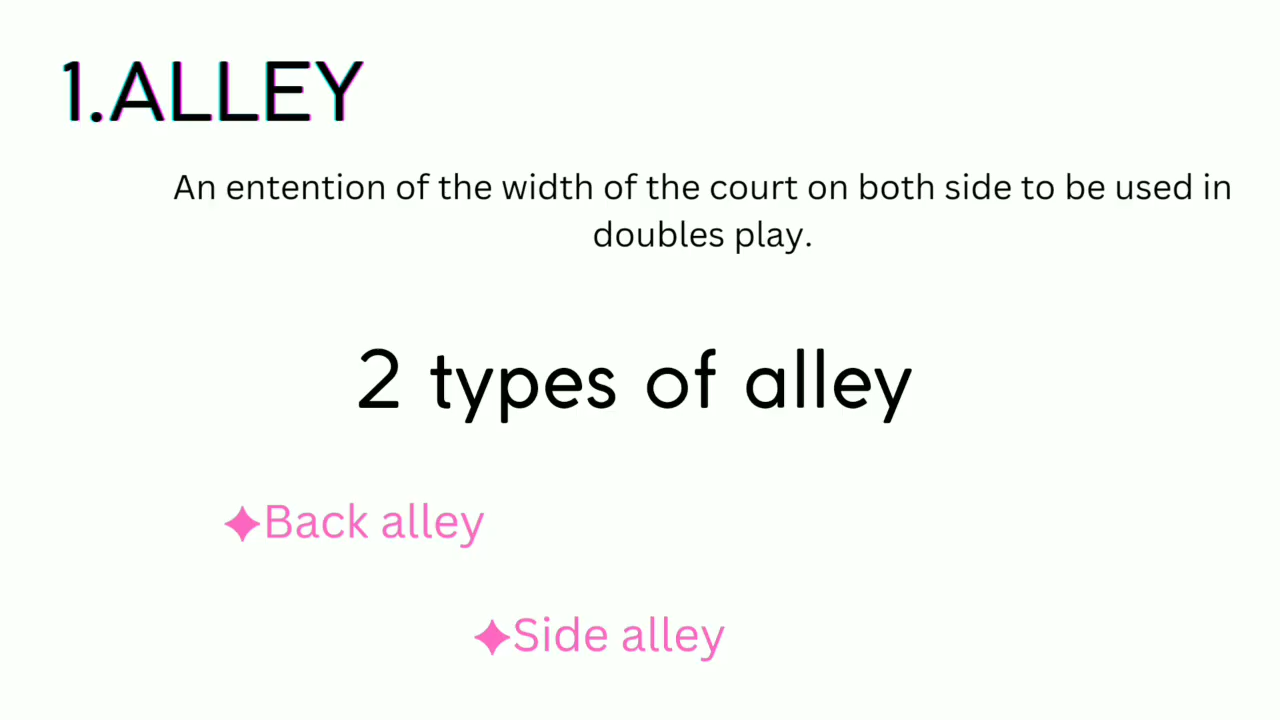 1.ALLEY
An entention of the width of the court on both side to be used in
doubles play.
2 types of alley
Back alley
Side alley